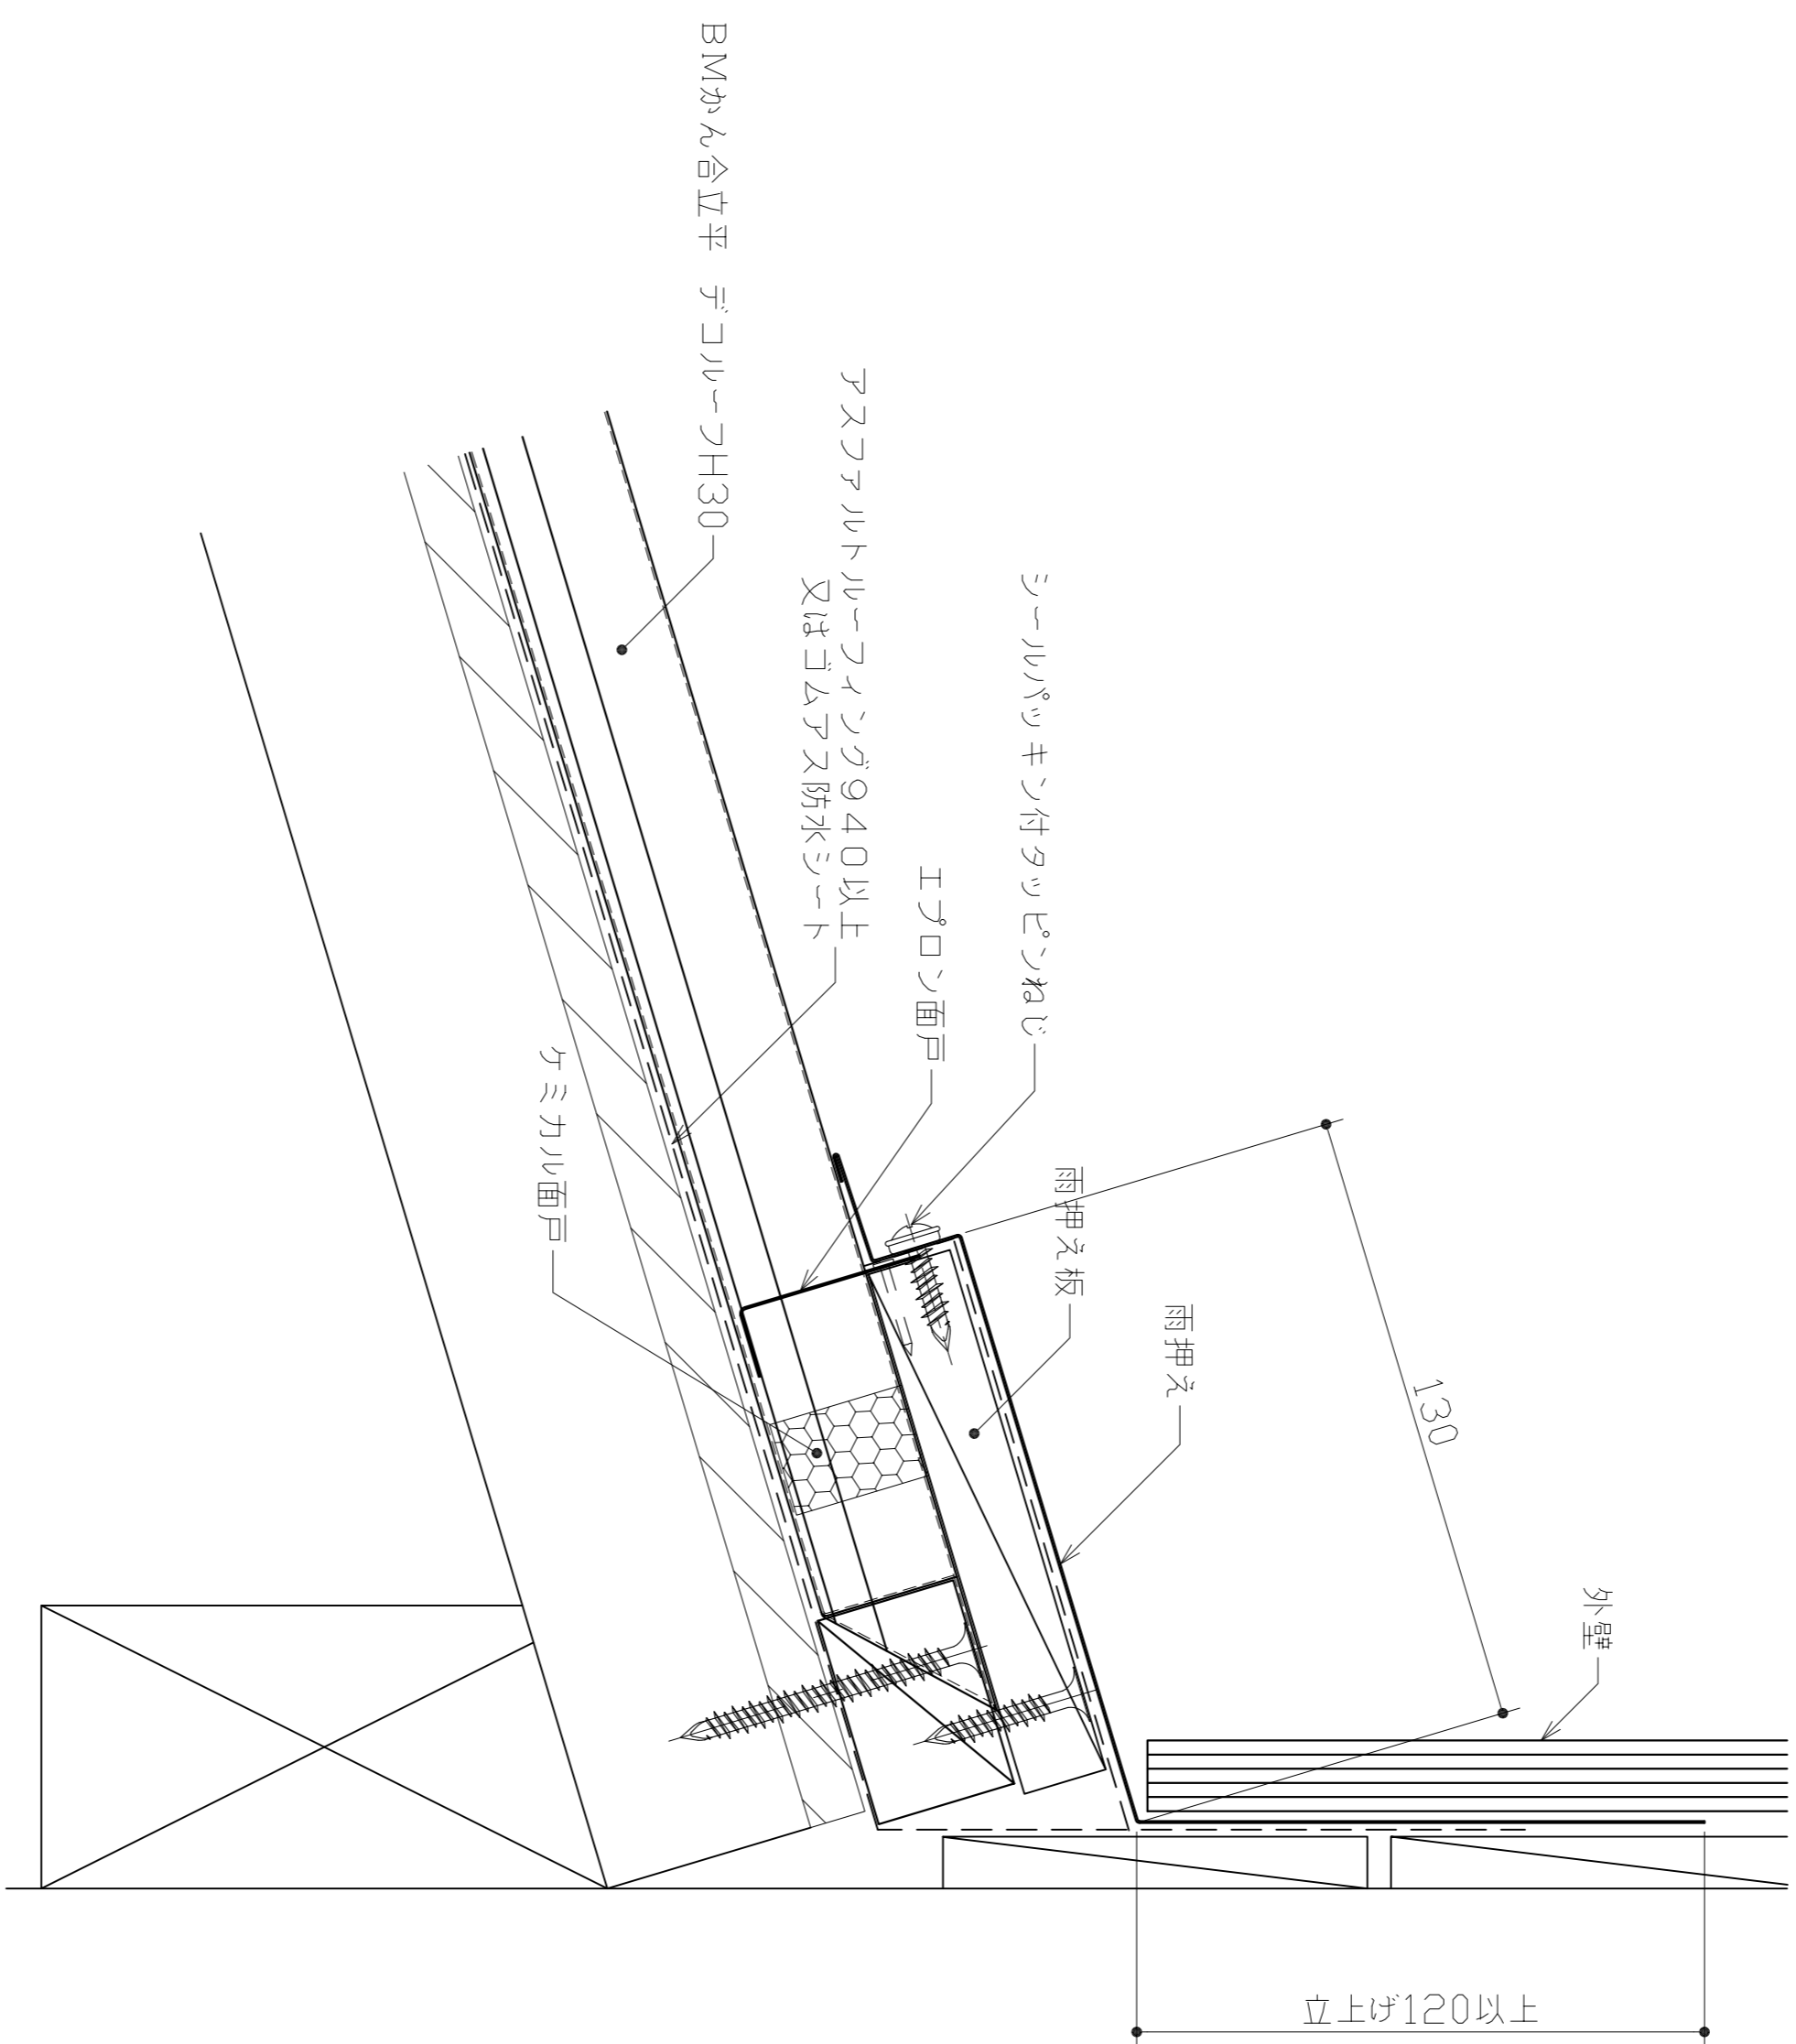 BMかん合立平 デコルーフH30
アスファルトルーフィング940以上
又はゴムアス防水シート
シールパッキン付タッピンねじ
エプロン面戸
ケミカル面戸
雨押え板
雨押え
130
外壁
立上げ120以上